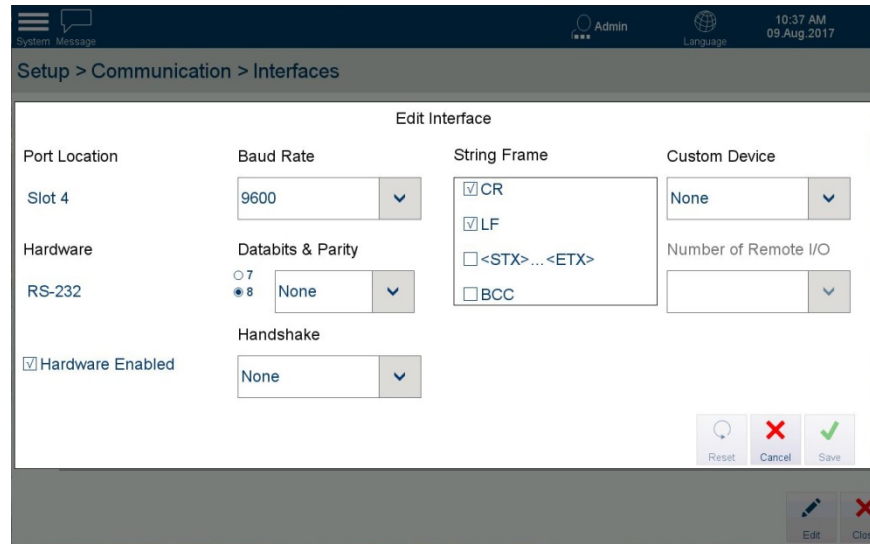 System Message
Admin
Language
10:37 AM
09.Aug.2017
Setup > Communication > Interfaces
Edit Interface
Port Location
Baud Rate
String Frame
Custom Device
Slot 4
9600
CR
None
LF
Hardware
Databits & Parity
<STX>...<ETX>
Number of Remote I/O
RS-232
7
8
None
BCC
Handshake
Hardware Enabled
None
Reset
Cancel
Save
Edit
Clos